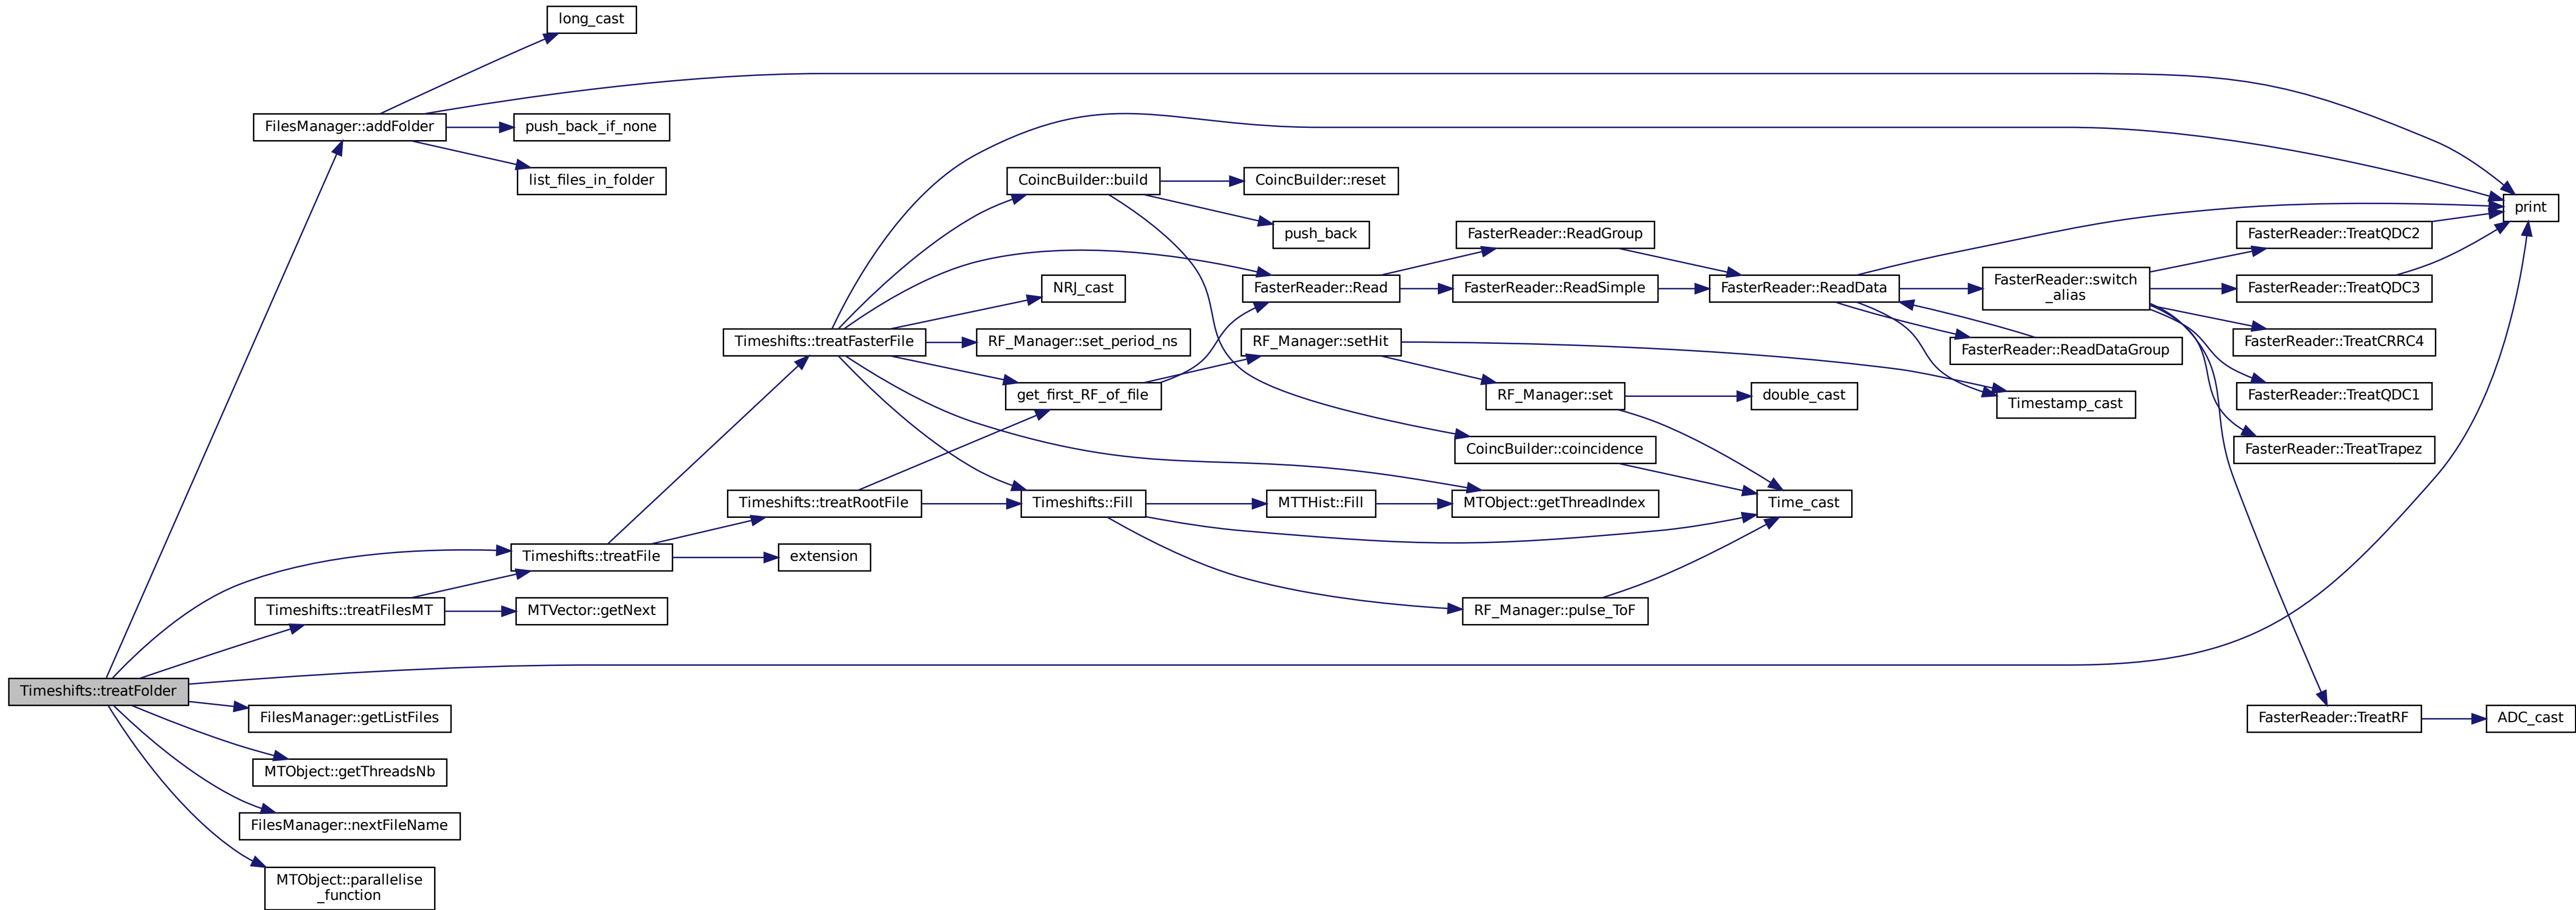 long_cast
FilesManager::addFolder
push_back_if_none
list_files_in_folder
CoincBuilder::build
CoincBuilder::reset
print
push_back
FasterReader::ReadGroup
FasterReader::TreatQDC2
NRJ_cast
FasterReader::Read
FasterReader::ReadSimple
FasterReader::ReadData
FasterReader::switch
_alias
FasterReader::TreatQDC3
Timeshifts::treatFasterFile
RF_Manager::set_period_ns
RF_Manager::setHit
FasterReader::ReadDataGroup
FasterReader::TreatCRRC4
get_first_RF_of_file
RF_Manager::set
double_cast
Timestamp_cast
FasterReader::TreatQDC1
CoincBuilder::coincidence
FasterReader::TreatTrapez
Timeshifts::treatRootFile
Timeshifts::Fill
MTTHist::Fill
MTObject::getThreadIndex
Time_cast
Timeshifts::treatFile
extension
Timeshifts::treatFilesMT
MTVector::getNext
RF_Manager::pulse_ToF
Timeshifts::treatFolder
FilesManager::getListFiles
FasterReader::TreatRF
ADC_cast
MTObject::getThreadsNb
FilesManager::nextFileName
MTObject::parallelise
_function